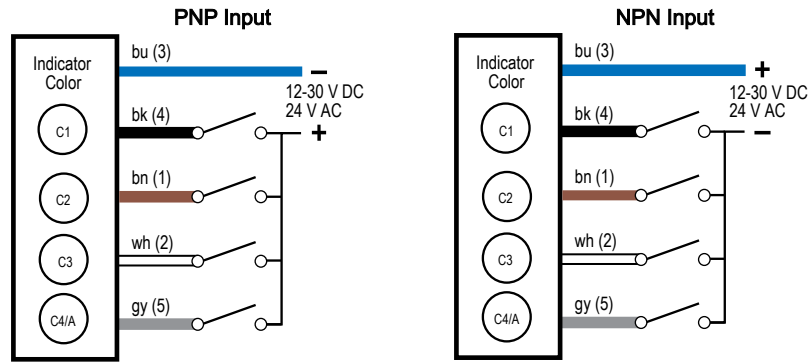 PNP Input
Indicator
Color
bu (3)
−
12-30 V DC
24 V AC
+
C1
bk (4)
C2
bn (1)
C3
wh (2)
C4/A
gy (5)
NPN Input
Indicator
Color
bu (3)
+
12-30 V DC
24 V AC
−
C1
bk (4)
C2
bn (1)
C3
wh (2)
C4/A
gy (5)